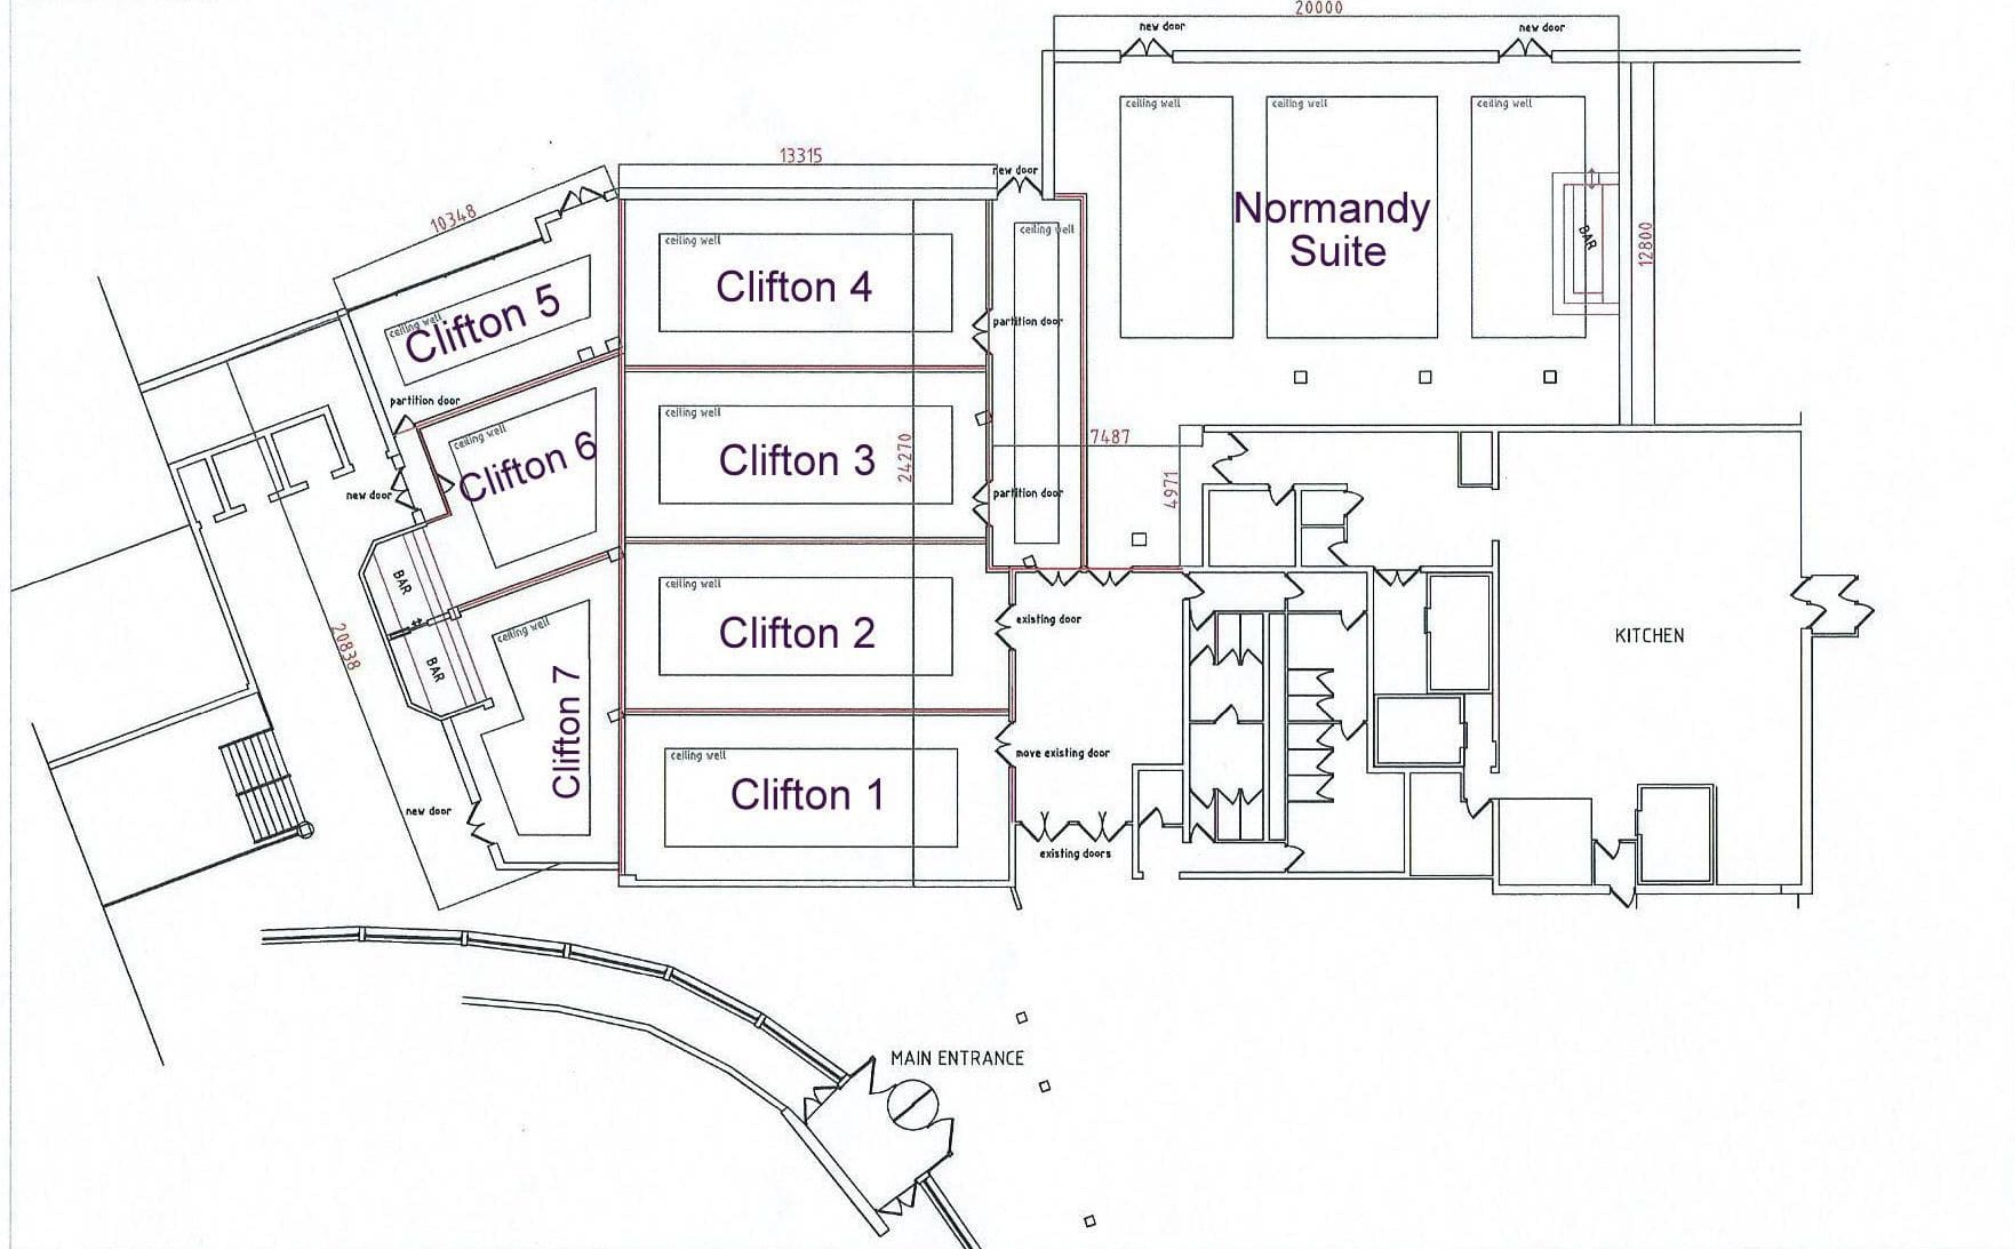 20000
new door
new door
ceiling well
ceiling well
ceiling well
Normandy
Suite
BAR
12800
13315
new door
10348
ceiling well
Clifton 5
ceiling well
Clifton 4
ceiling well
partition door
partition door
ceiling well
Clifton 6
ceiling well
Clifton 3
24270
partition door
7487
4971
new door
BAR
BAR
20838
ceiling well
Clifton 7
new door
ceiling well
Clifton 2
existing door
ceiling well
Clifton 1
move existing door
existing doors
KITCHEN
MAIN ENTRANCE